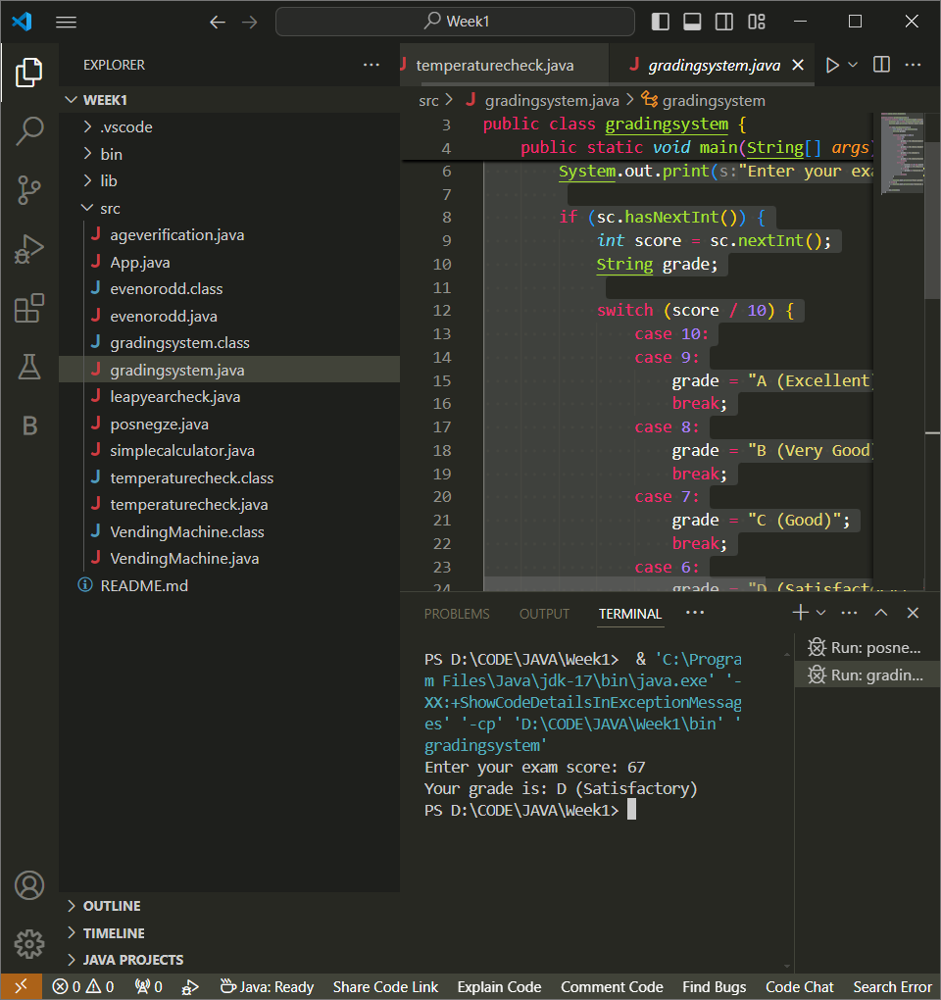 Week1
EXPLORER
temperaturecheck.java
gradingsystem.java
WEEK1
.vscode
bin
lib
src
J ageverification.java
J App.java
J evenorodd.class
J evenorodd.java
J gradingsystem.class
J gradingsystem.java
J leapyearcheck.java
J posnegze.java
J simplecalculator.java
J temperaturecheck.class
J temperaturecheck.java
J VendingMachine.class
J VendingMachine.java
README.md
OUTLINE
TIMELINE
JAVA PROJECTS
src > J gradingsystem.java > gradingsystem
3 public class gradingsystem {
4 public static void main(String[] args)
6 System.out.print(s:"Enter your exa
7
8 if (sc.hasNextInt()) {
9 int score = sc.nextInt();
10 String grade;
11
12 switch (score / 10) {
13 case 10:
14 case 9:
15 grade = "A (Excellent)
16 break;
17 case 8:
18 grade = "B (Very Good)
19 break;
20 case 7:
21 grade = "C (Good)";
22 break;
23 case 6:
24 grade = "D (Satisfacto
PROBLEMS OUTPUT TERMINAL
PS D:\CODE\JAVA\Week1>  & 'C:\Progra
m Files\Java\jdk-17\bin\java.exe' '-
XX:+ShowCodeDetailsInExceptionMessag
es' '-cp' 'D:\CODE\JAVA\Week1\bin' '
gradingsystem'
Enter your exam score: 67
Your grade is: D (Satisfactory)
PS D:\CODE\JAVA\Week1>
Run: posne...
Run: gradin...
0 0 0 Java: Ready Share Code Link Explain Code Comment Code Find Bugs Code Chat Search Error